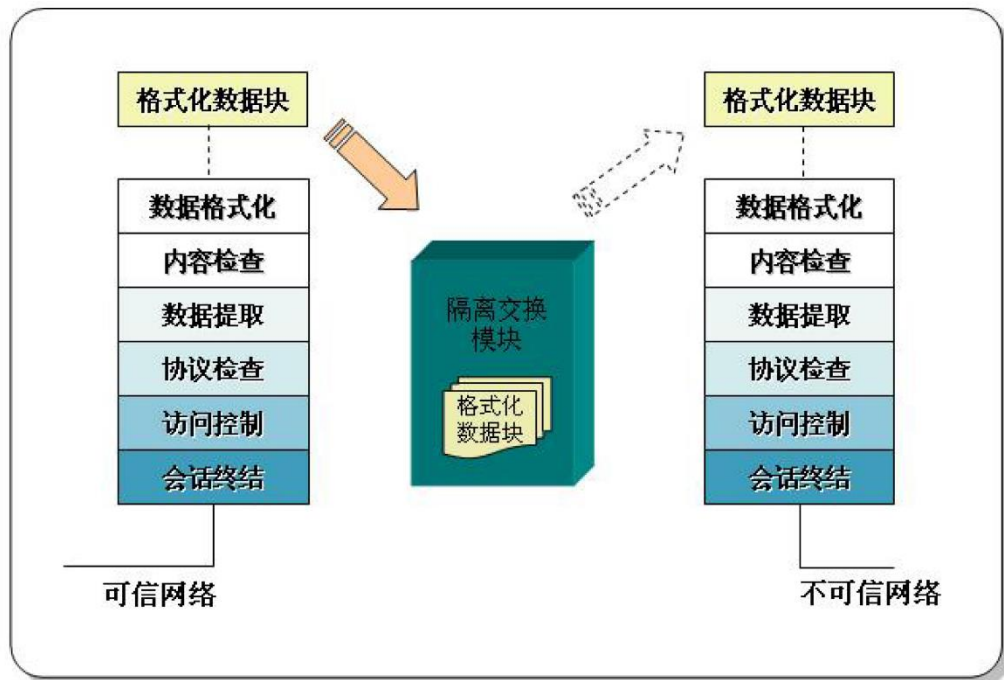 格式化数据块
数据格式化
内容检查
数据提取
协议检查
访问控制
会话终结
可信网络
隔离交换
模块
格式化
数据块
格式化数据块
数据格式化
内容检查
数据提取
协议检查
访问控制
会话终结
不可信网络